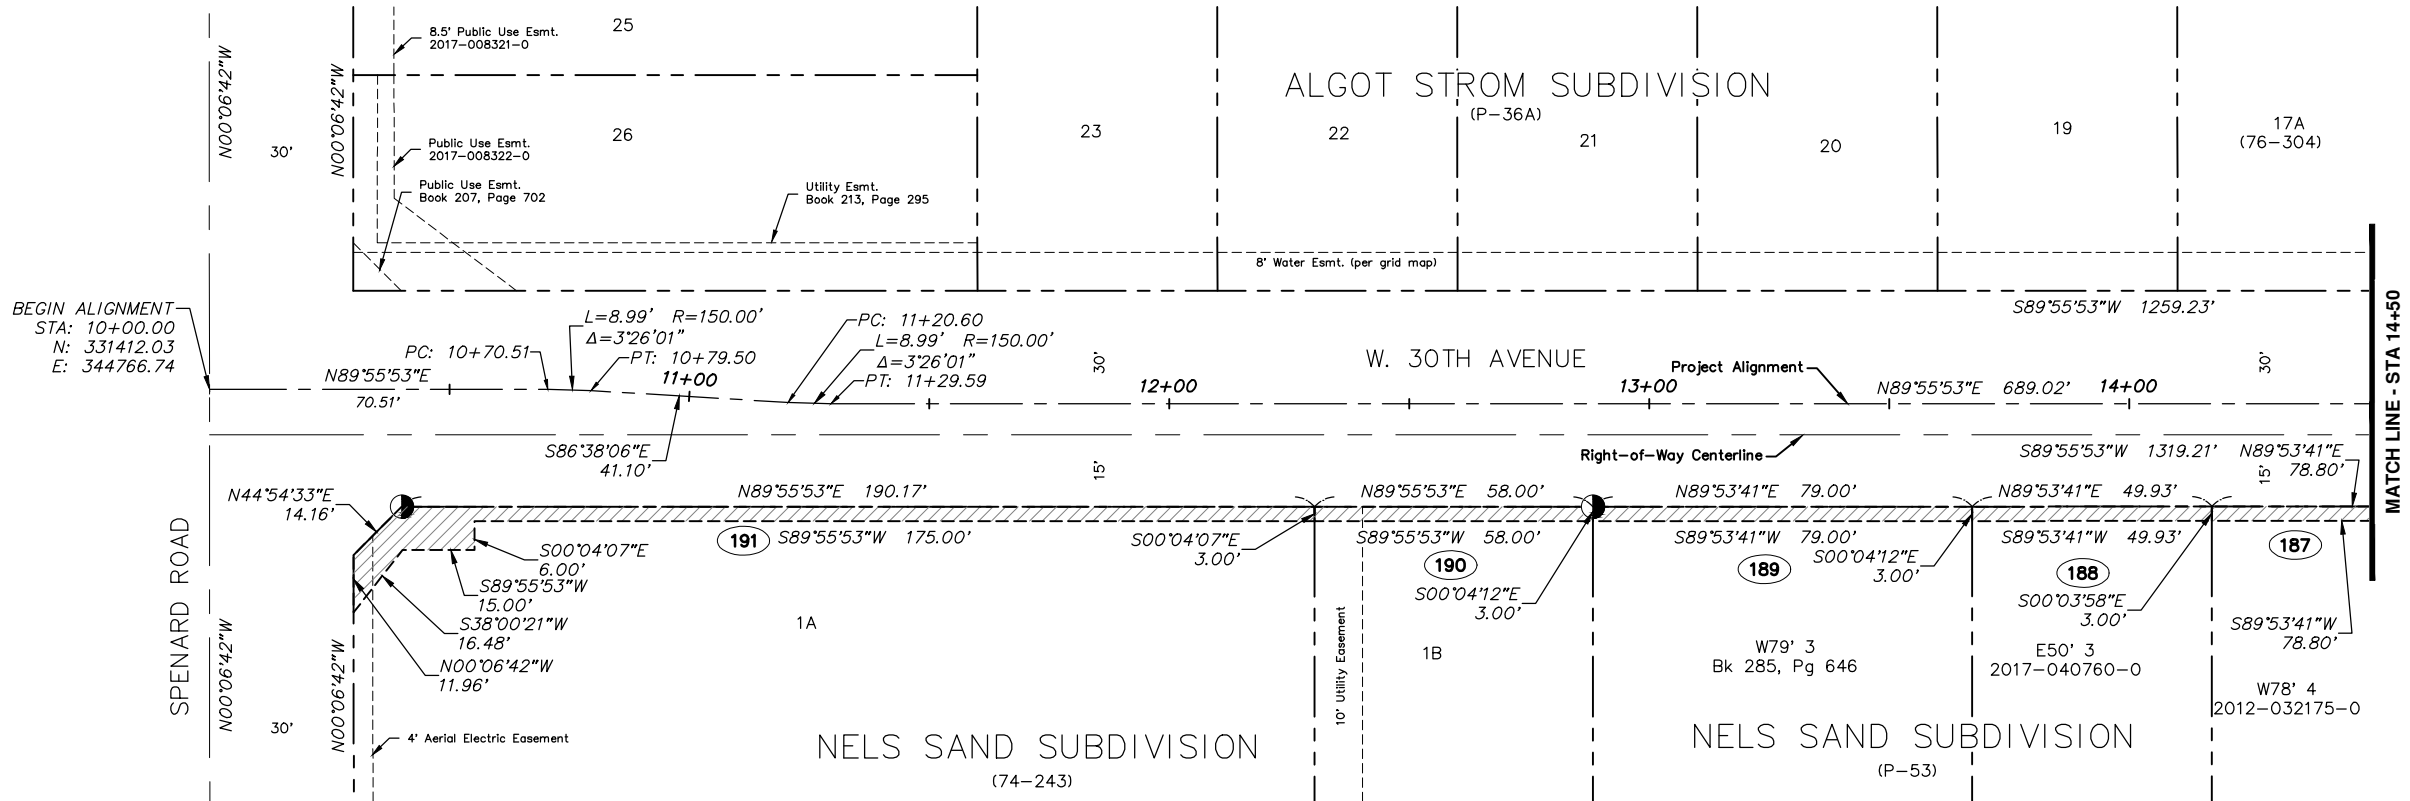 25
8.5' Public Use Esmt.
2017-008321-0
N00°06'42"W
N00°06'42"W
30'
26
Public Use Esmt.
2017-008322-0
Public Use Esmt.
Book 207, Page 702
Utility Esmt.
Book 213, Page 295
ALGOT STROM SUBDIVISION
(P-36A)
23
22
21
20
19
17A
(76-304)
8' Water Esmt. (per grid map)
S89°55'53"W 1259.23'
BEGIN ALIGNMENT
STA: 10+00.00
N: 331412.03
E: 344766.74
N89°55'53"E
70.51'
PC: 10+70.51
L=8.99' R=150.00'
Δ=3°26'01"
PT: 10+79.50
11+00
PC: 11+20.60
L=8.99' R=150.00'
Δ=3°26'01"
PT: 11+29.59
30'
12+00
W. 30TH AVENUE
Project Alignment
13+00
N89°55'53"E 689.02'
14+00
30'
MATCH LINE - STA 14+50
S86°38'06"E
41.10'
15'
Right-of-Way Centerline
S89°55'53"W 1319.21'
N89°53'41"E
78.80'
15'
N44°54'33"E
14.16'
N89°55'53"E 190.17'
N89°55'53"E 58.00'
N89°53'41"E 79.00'
N89°53'41"E 49.93'
191
S89°55'53"W 175.00'
S00°04'07"E
3.00'
S89°55'53"W 58.00'
190
S00°04'12"E
3.00'
S89°53'41"W 79.00'
189
S00°04'12"E
3.00'
S89°53'41"W 49.93'
188
S00°03'58"E
3.00'
187
S89°53'41"W
78.80'
S00°04'07"E
6.00'
S89°55'53"W
15.00'
S38°00'21"W
16.48'
N00°06'42"W
11.96'
SPENARD ROAD
N00°06'42"W
30'
N00°06'42"W
4' Aerial Electric Easement
1A
10' Utility Easement
1B
W79' 3
Bk 285, Pg 646
E50' 3
2017-040760-0
W78' 4
2012-032175-0
NELS SAND SUBDIVISION
(74-243)
NELS SAND SUBDIVISION
(P-53)